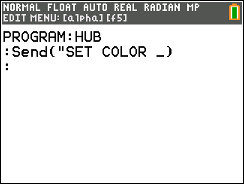 NORMAL FLOAT AUTO REAL RADIAN MP
EDIT MENU:[alpha][f5]
PROGRAM:HUB
:Send("SET COLOR _)
: